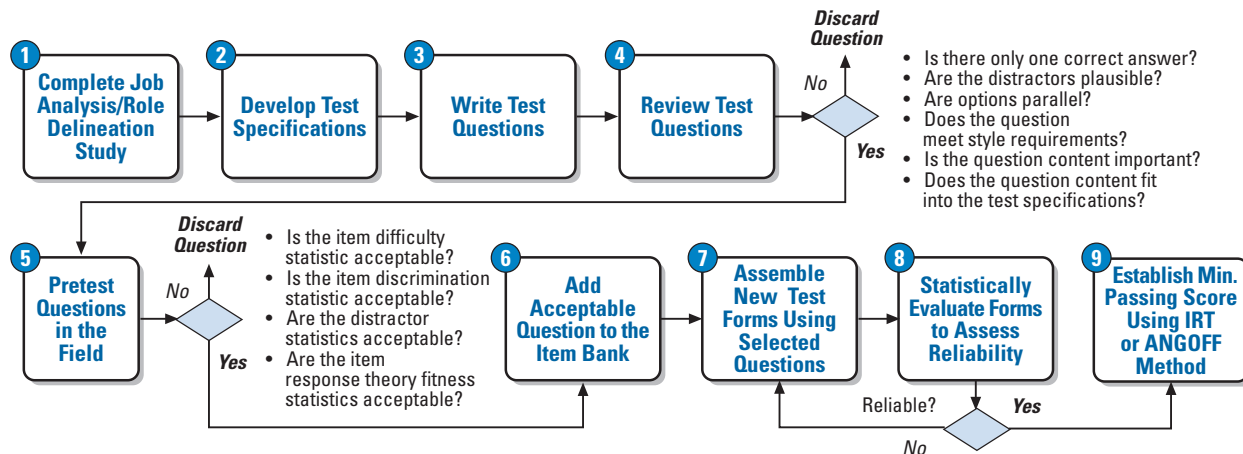 1
Complete Job
Analysis/Role
Delineation
Study
2
Develop Test
Specifications
3
Write Test
Questions
4
Review Test
Questions
Discard
Question
No
Yes
• Is there only one correct answer?
• Are the distractors plausible?
• Are options parallel?
• Does the question
meet style requirements?
• Is the question content important?
• Does the question content fit
into the test specifications?
5
Pretest
Questions
in the
Field
Discard
Question
No
Yes
• Is the item difficulty
statistic acceptable?
• Is the item discrimination
statistic acceptable?
• Are the distractor
statistics acceptable?
• Are the item
response theory fitness
statistics acceptable?
6
Add
Acceptable
Question to the
Item Bank
7
Assemble
New Test
Forms Using
Selected
Questions
8
Statistically
Evaluate Forms
to Assess
Reliability
Reliable?
Yes
No
9
Establish Min.
Passing Score
Using IRT
or ANGOFF
Method